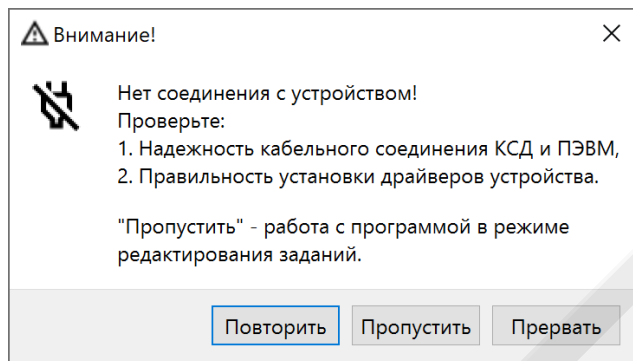 Внимание!
Нет соединения с устройством!
Проверьте:
1. Надежность кабельного соединения КСД и ПЭВМ,
2. Правильность установки драйверов устройства.
"Пропустить" - работа с программой в режиме
редактирования заданий.
Повторить Пропустить Прервать